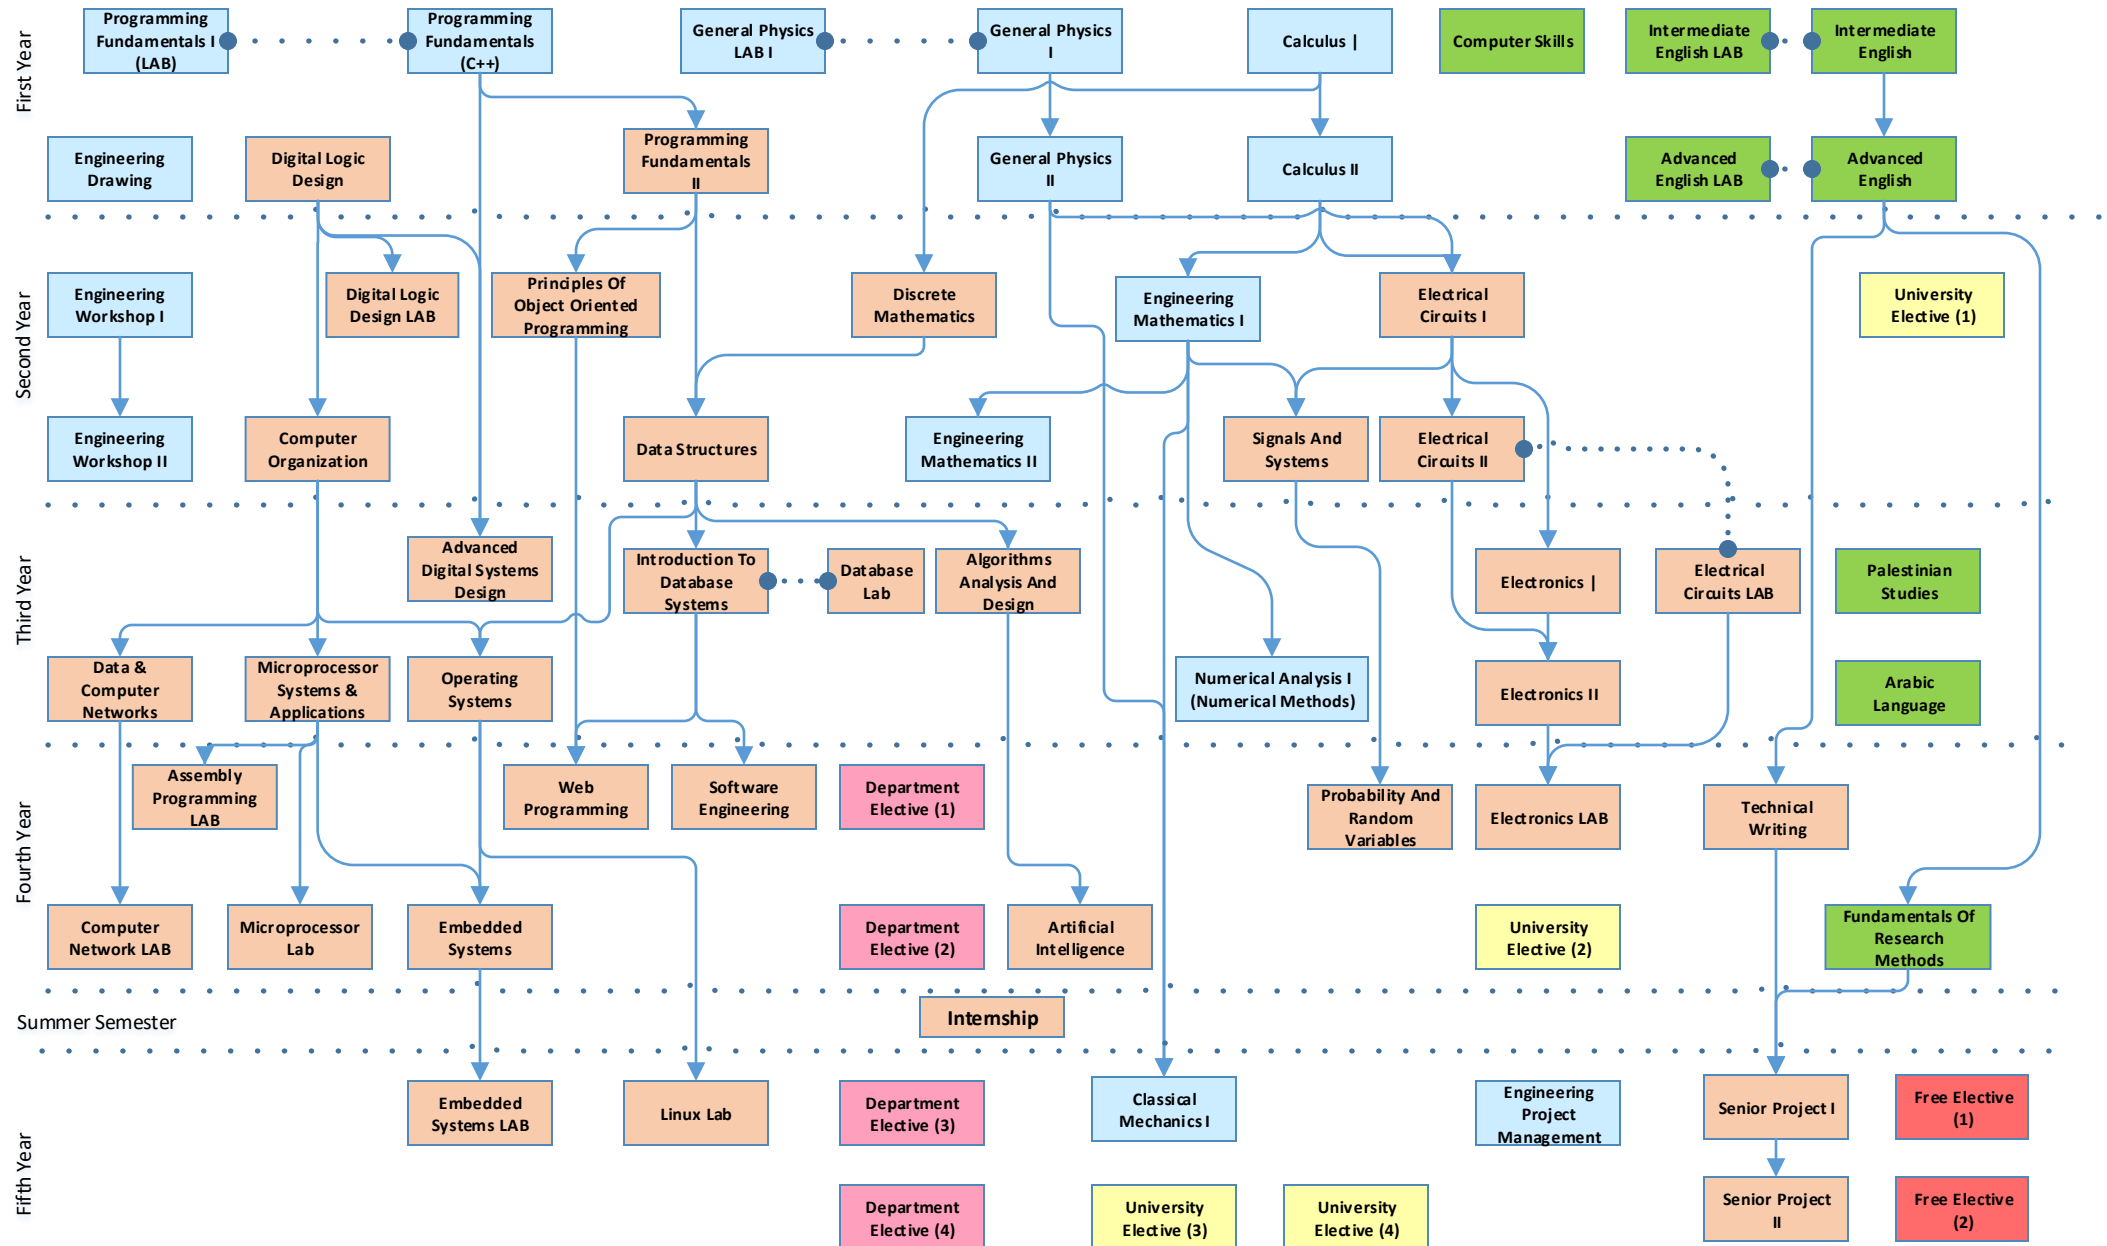 First Year
Programming
Fundamentals I
(LAB)
Programming
Fundamentals
(C++)
General Physics
LAB I
General Physics
I
Calculus |
Computer Skills
Intermediate
English LAB
Intermediate
English
Engineering
Drawing
Digital Logic
Design
Programming
Fundamentals
II
General Physics
II
Calculus II
Advanced
English LAB
Advanced
English
Second Year
Engineering
Workshop I
Digital Logic
Design LAB
Principles Of
Object Oriented
Programming
Discrete
Mathematics
Engineering
Mathematics I
Electrical
Circuits I
University
Elective (1)
Engineering
Workshop II
Computer
Organization
Data Structures
Engineering
Mathematics II
Signals And
Systems
Electrical
Circuits II
Third Year
Advanced
Digital Systems
Design
Introduction To
Database
Systems
Database
Lab
Algorithms
Analysis And
Design
Electronics |
Electrical
Circuits LAB
Palestinian
Studies
Data &
Computer
Networks
Microprocessor
Systems &
Applications
Operating
Systems
Numerical Analysis I
(Numerical Methods)
Electronics II
Arabic
Language
Fourth Year
Assembly
Programming
LAB
Web
Programming
Software
Engineering
Department
Elective (1)
Probability And
Random
Variables
Electronics LAB
Technical
Writing
Computer
Network LAB
Microprocessor
Lab
Embedded
Systems
Department
Elective (2)
Artificial
Intelligence
University
Elective (2)
Fundamentals Of
Research
Methods
Summer Semester
Internship
Fifth Year
Embedded
Systems LAB
Linux Lab
Department
Elective (3)
Classical
Mechanics I
Engineering
Project
Management
Senior Project I
Free Elective
(1)
Department
Elective (4)
University
Elective (3)
University
Elective (4)
Senior Project
II
Free Elective
(2)